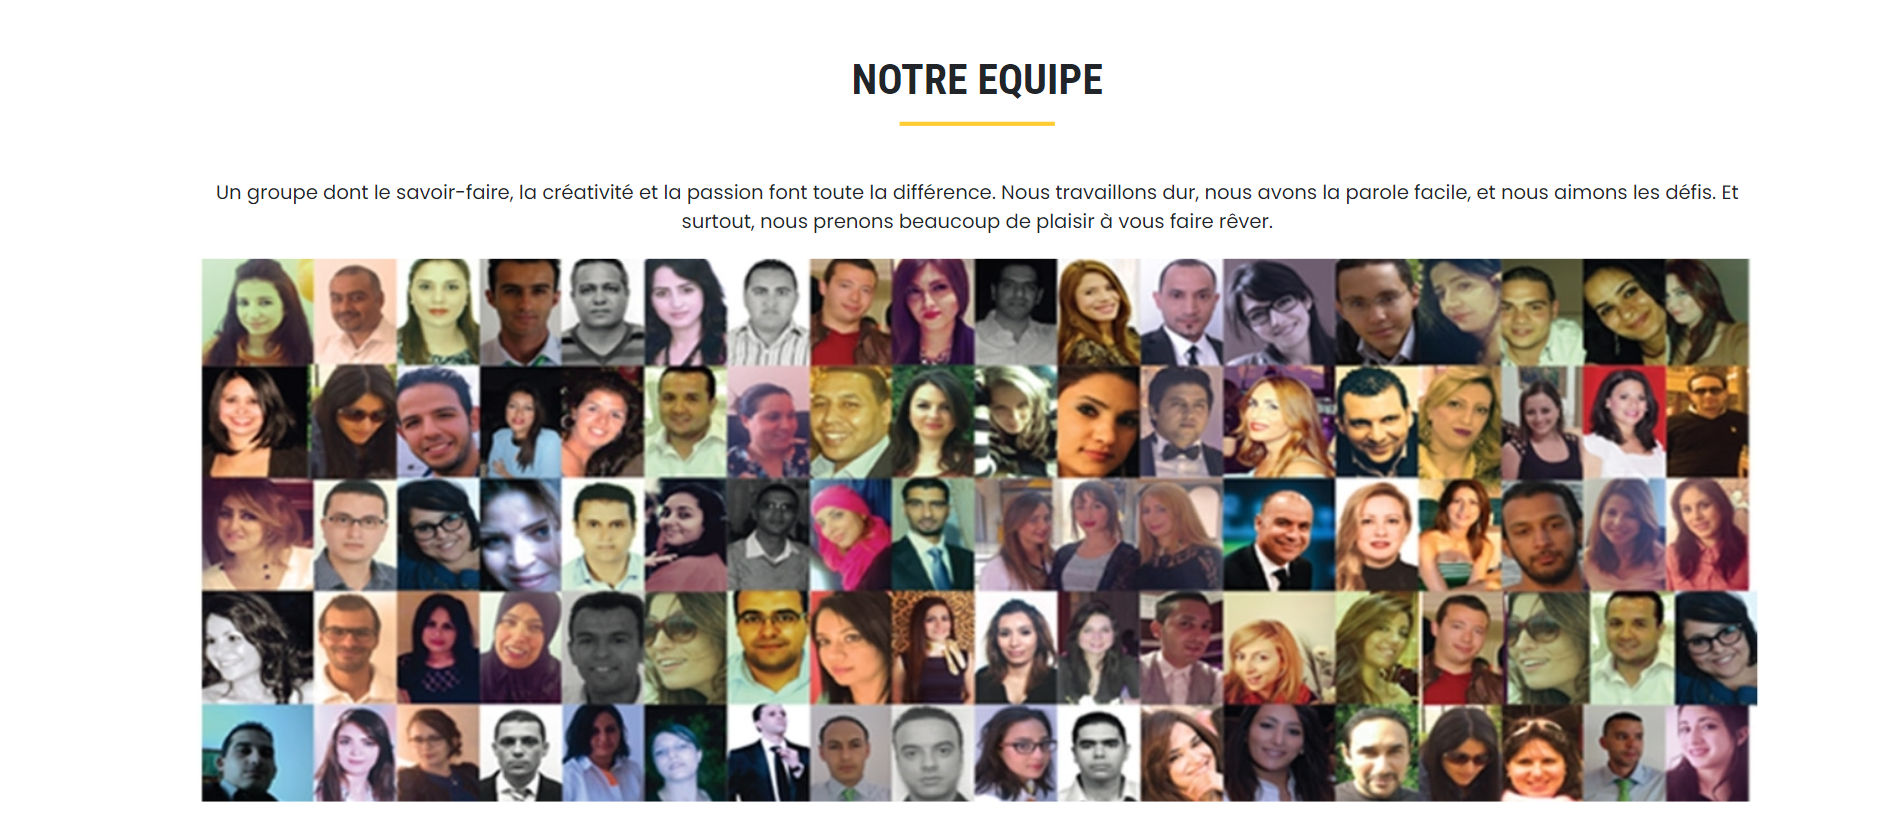 NOTRE EQUIPE
Un groupe dont le savoir-faire, la créativité et la passion font toute la différence. Nous travaillons dur, nous avons la parole facile, et nous aimons les défis. Et
surtout, nous prenons beaucoup de plaisir à vous faire rêver.